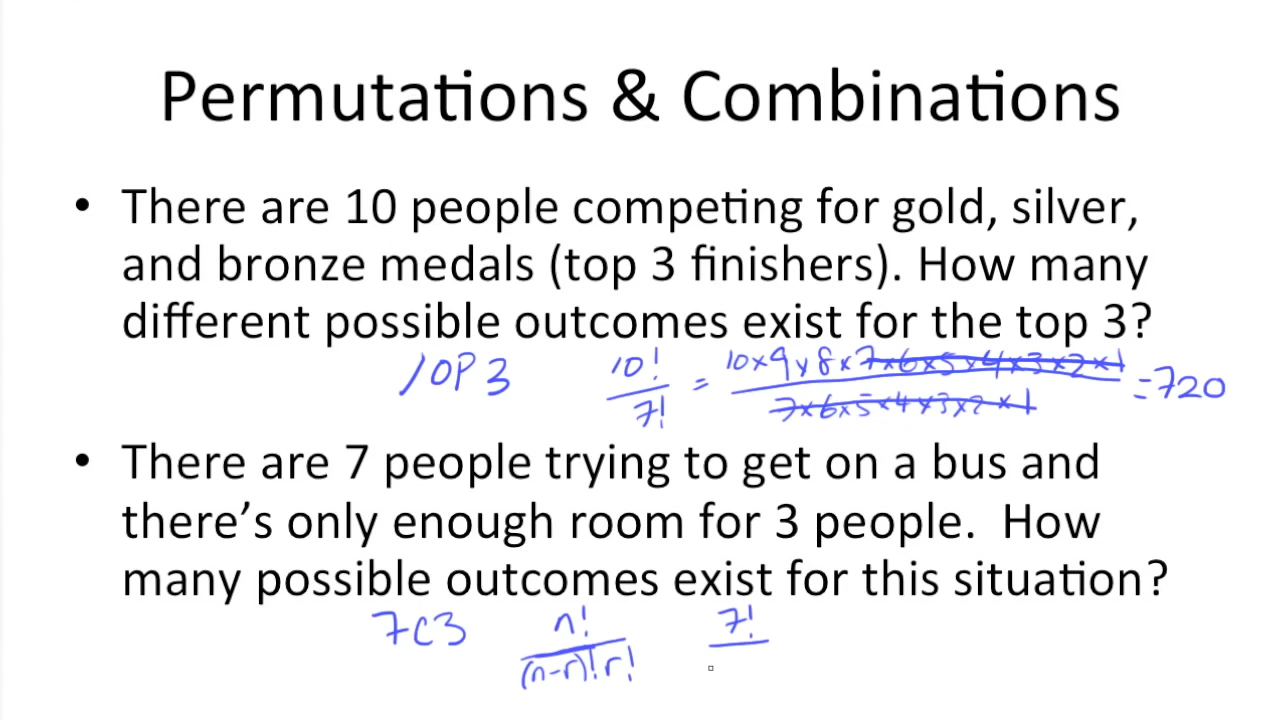 Permutations & Combinations
• There are 10 people competing for gold, silver,
and bronze medals (top 3 finishers). How many
different possible outcomes exist for the top 3?
10P3 10!/7! = 10×9×8×7×6×5×4×3×2×1/7×6×5×4×3×2×1 =720
• There are 7 people trying to get on a bus and
there's only enough room for 3 people. How
many possible outcomes exist for this situation?
7C3 n!/(n-r)!r! 7!